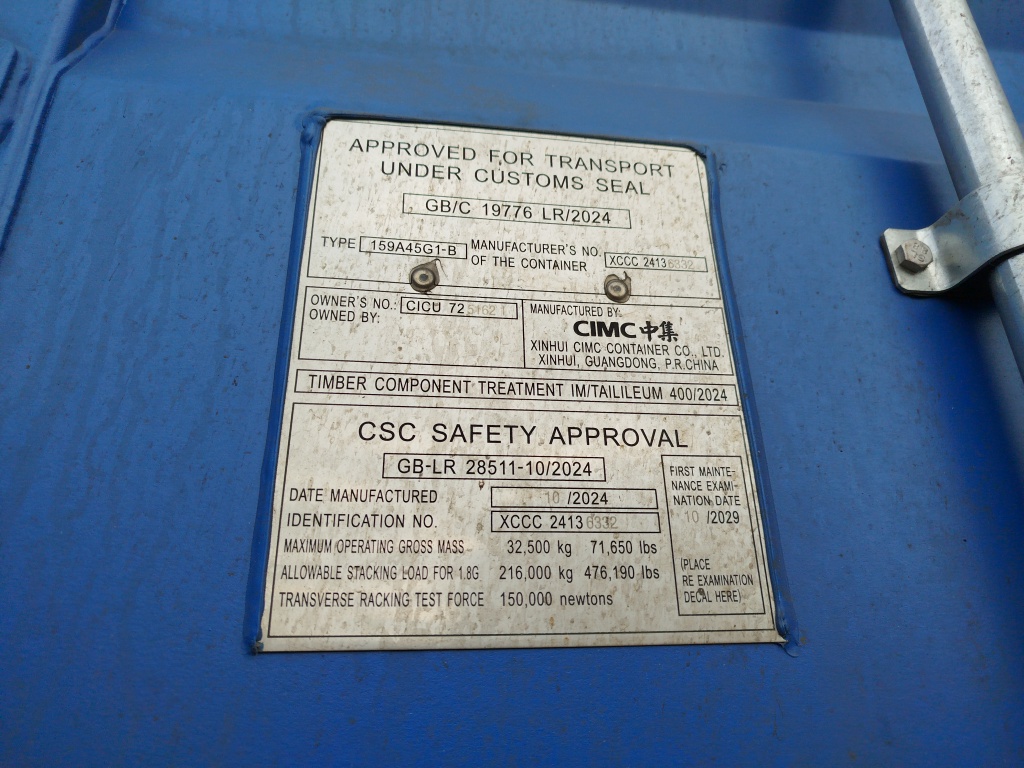 APPROVED FOR TRANSPORT
UNDER CUSTOMS SEAL
GB/C 19776 LR/2024
TYPE 159A45G1-B MANUFACTURER'S NO. OF THE CONTAINER XCCC 24136332
OWNER'S NO.: CICU 72
OWNED BY:
MANUFACTURED BY:
CIMC 中集
XINHUI CIMC CONTAINER CO., LTD.
XINHUI, GUANGDONG, P.R.CHINA
TIMBER COMPONENT TREATMENT IM/TAILILEUM 400/2024
CSC SAFETY APPROVAL
GB-LR 28511-10/2024
DATE MANUFACTURED 10 /2024
IDENTIFICATION NO. XCCC 24136332
MAXIMUM OPERATING GROSS MASS 32,500 kg 71,650 lbs
ALLOWABLE STACKING LOAD FOR 1.8G 216,000 kg 476,190 lbs
TRANSVERSE RACKING TEST FORCE 150,000 newtons
FIRST MAINTE-
NANCE EXAMI-
NATION DATE
10 /2029
(PLACE
RE EXAMINATION
DECAL HERE)